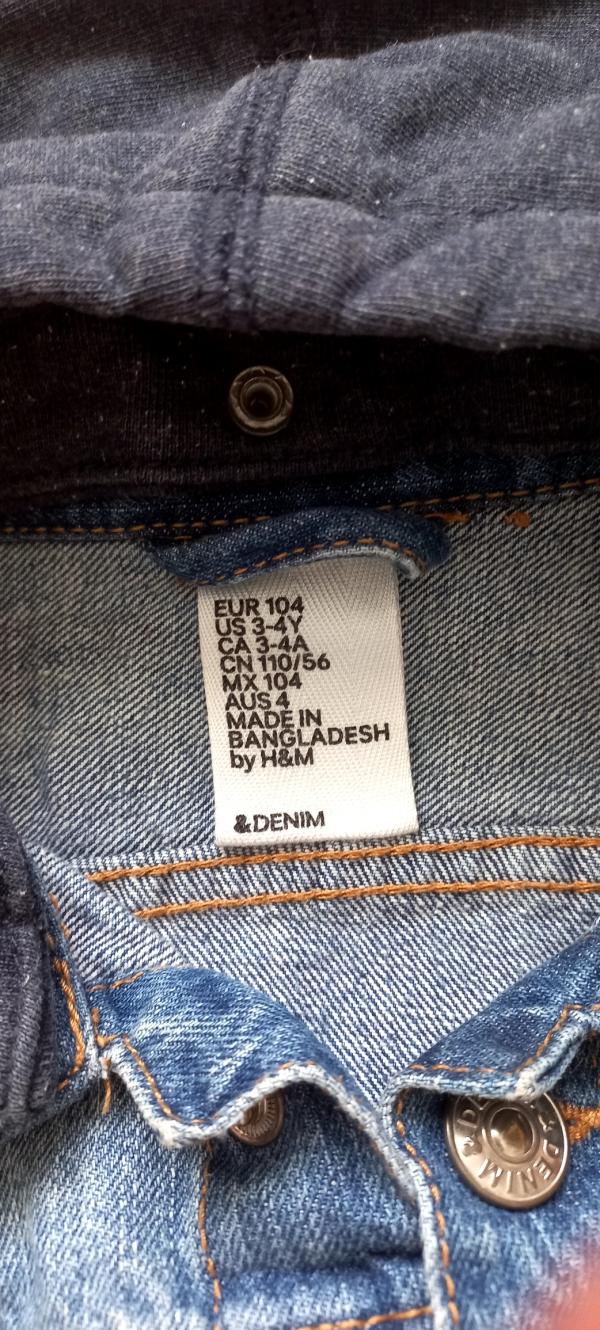 EUR 104
US 3-4Y
CA 3-4A
CN 110/56
MX 104
AUS 4
MADE IN
BANGLADESH
by H&M
&DENIM
& DENIM